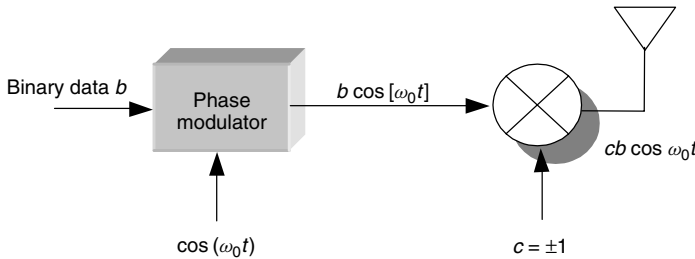 Binary data b
Phase
modulator
b cos [ω₀t]
cb cos ω₀t
cos (ω₀t)
c = ±1